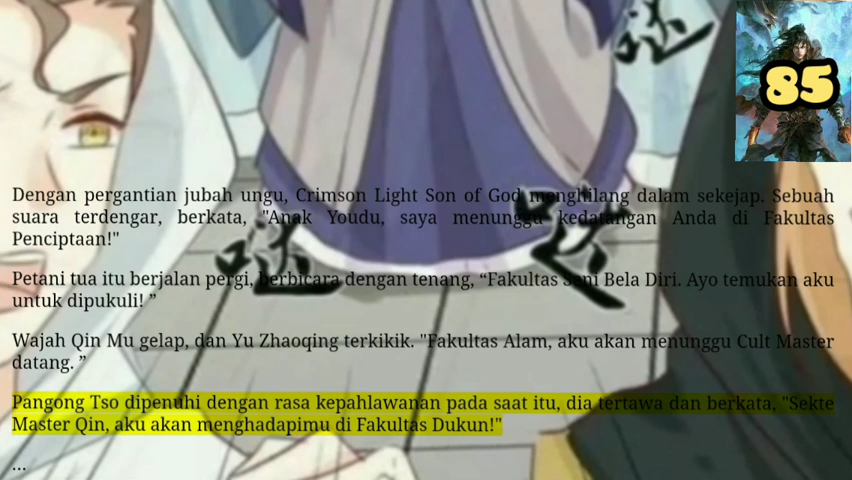 哒
85
Dengan pergantian jubah ungu, Crimson Light Son of God menghilang dalam sekejap. Sebuah
suara terdengar, berkata, "Anak Youdu, saya menunggu kedatangan Anda di Fakultas
Penciptaan!"
哒
哒
Petani tua itu berjalan pergi, berbicara dengan tenang, “Fakultas Seni Bela Diri. Ayo temukan aku
untuk dipukuli! ”
Wajah Qin Mu gelap, dan Yu Zhaoqing terkikik. "Fakultas Alam, aku akan menunggu Cult Master
datang. ”
Pangong Tso dipenuhi dengan rasa kepahlawanan pada saat itu, dia tertawa dan berkata, "Sekte
Master Qin, aku akan menghadapimu di Fakultas Dukun!"
...